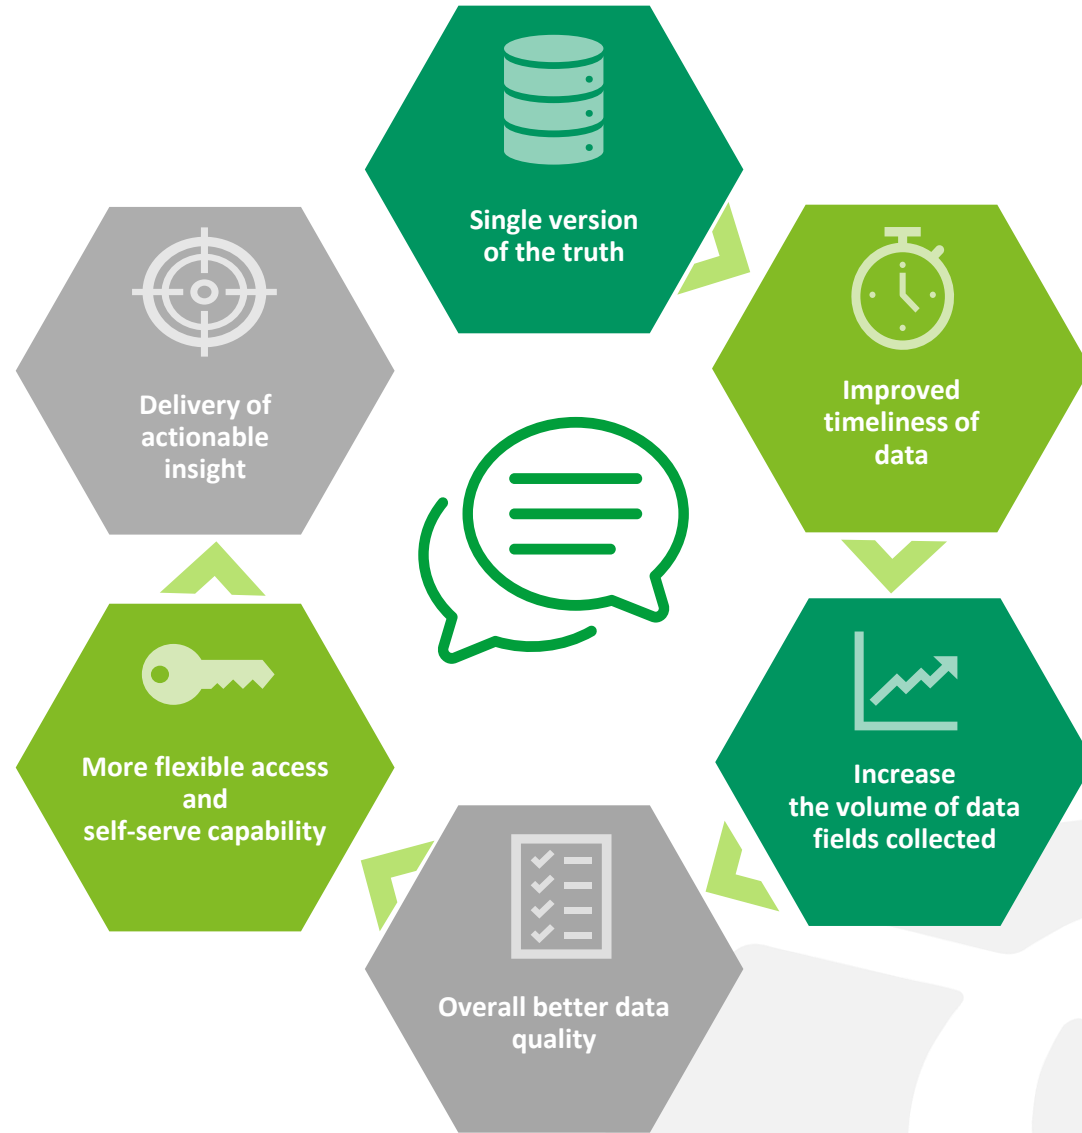 Single version
of the truth
Improved
timeliness of
data
Increase
the volume of data
fields collected
Overall better data
quality
More flexible access
and
self-serve capability
Delivery of
actionable
insight